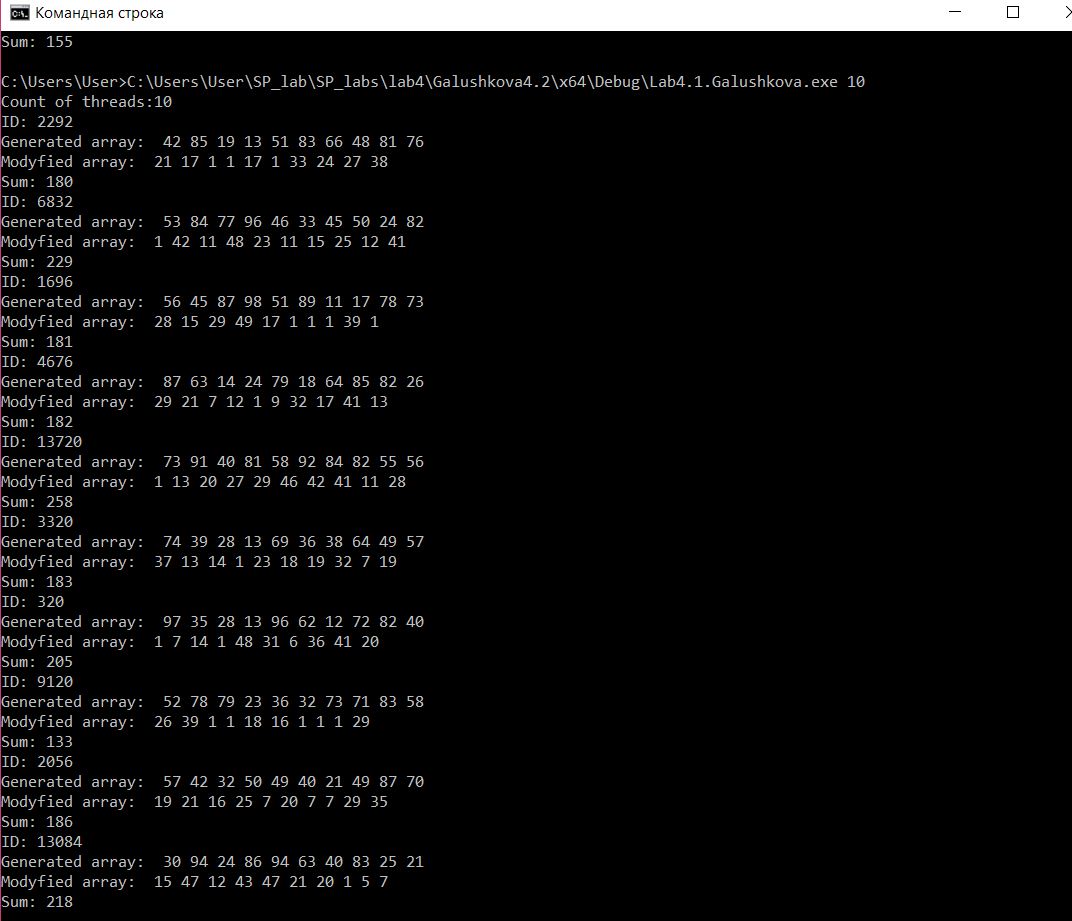 Командная строка
Sum: 155
C:\Users\User>C:\Users\User\SP_lab\SP_labs\lab4\Galushkova4.2\x64\Debug\Lab4.1.Galushkova.exe 10
Count of threads:10
ID: 2292
Generated array:  42 85 19 13 51 83 66 48 81 76
Modyfied array:  21 17 1 1 17 1 33 24 27 38
Sum: 180
ID: 6832
Generated array:  53 84 77 96 46 33 45 50 24 82
Modyfied array:  1 42 11 48 23 11 15 25 12 41
Sum: 229
ID: 1696
Generated array:  56 45 87 98 51 89 11 17 78 73
Modyfied array:  28 15 29 49 17 1 1 1 39 1
Sum: 181
ID: 4676
Generated array:  87 63 14 24 79 18 64 85 82 26
Modyfied array:  29 21 7 12 1 9 32 17 41 13
Sum: 182
ID: 13720
Generated array:  73 91 40 81 58 92 84 82 55 56
Modyfied array:  1 13 20 27 29 46 42 41 11 28
Sum: 258
ID: 3320
Generated array:  74 39 28 13 69 36 38 64 49 57
Modyfied array:  37 13 14 1 23 18 19 32 7 19
Sum: 183
ID: 320
Generated array:  97 35 28 13 96 62 12 72 82 40
Modyfied array:  1 7 14 1 48 31 6 36 41 20
Sum: 205
ID: 9120
Generated array:  52 78 79 23 36 32 73 71 83 58
Modyfied array:  26 39 1 1 18 16 1 1 1 29
Sum: 133
ID: 2056
Generated array:  57 42 32 50 49 40 21 49 87 70
Modyfied array:  19 21 16 25 7 20 7 7 29 35
Sum: 186
ID: 13084
Generated array:  30 94 24 86 94 63 40 83 25 21
Modyfied array:  15 47 12 43 47 21 20 1 5 7
Sum: 218